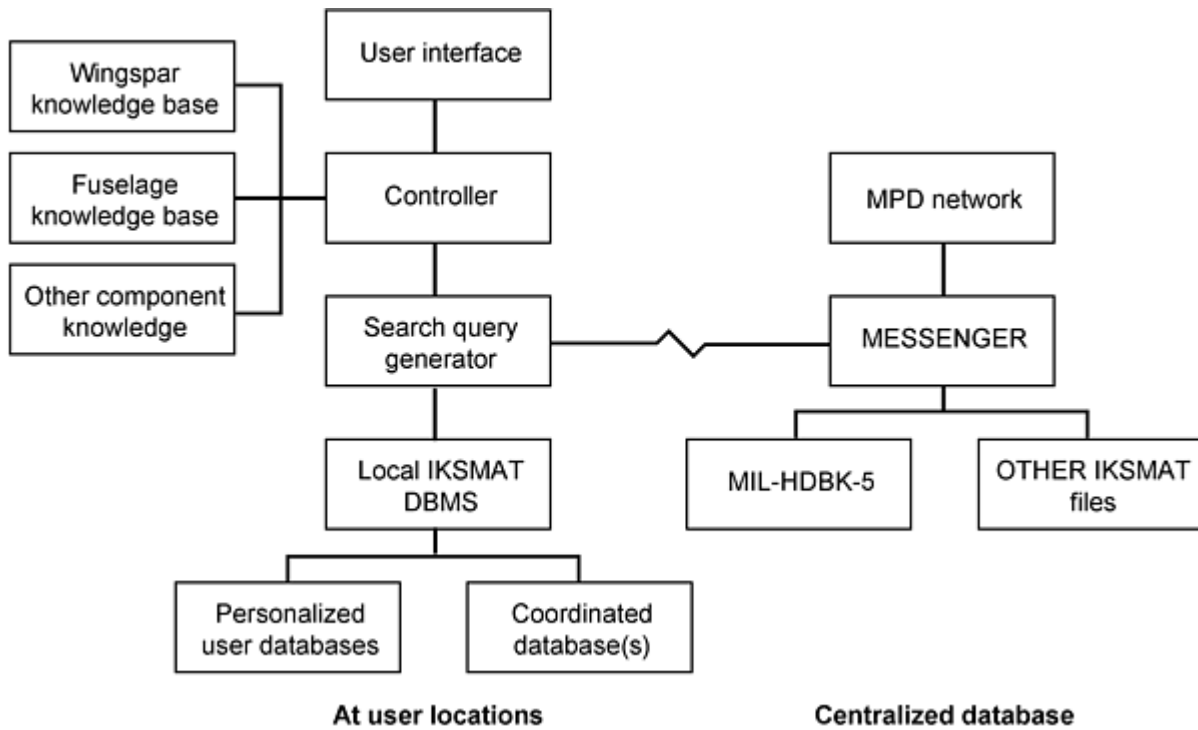 User interface
Wingspar
knowledge base
Fuselage
knowledge base
Controller
MPD network
Other component
knowledge
Search query
generator
MESSENGER
Local IKSMAT
DBMS
MIL-HDBK-5
OTHER IKSMAT
files
Personalized
user databases
Coordinated
database(s)
At user locations
Centralized database